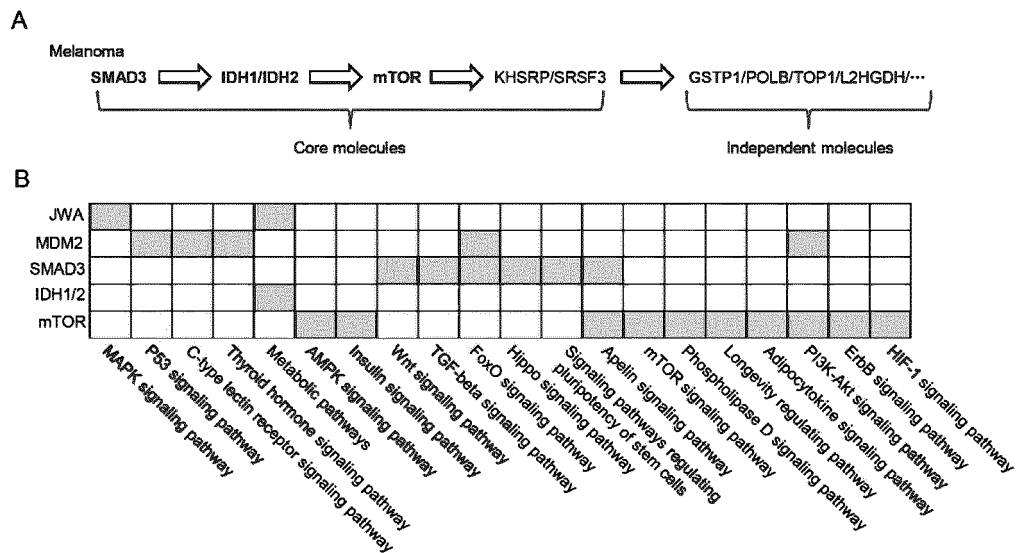 A
Melanoma
SMAD3 IDH1/IDH2 mTOR KHSRP/SRSF3 GSTP1/POLB/TOP1/L2HGDH/···
Core molecules Independent molecules
B
JWA
MDM2
SMAD3
IDH1/2
mTOR
MAPK signaling pathway
P53 signaling pathway
C-type lectin receptor signaling pathway
Thyroid hormone signaling pathway
Metabolic pathways
AMPK signaling pathway
Insulin signaling pathway
Wnt signaling pathway
TGF-beta signaling pathway
FoxO signaling pathway
Hippo signaling pathway
Signaling pathways regulating
pluripotency of stem cells
Apelin signaling pathway
mTOR signaling pathway
Phospholipase D signaling pathway
Longevity regulating pathway
Adipocytokine signaling pathway
PI3K-Akt signaling pathway
ErbB signaling pathway
HIF-1 signaling pathway